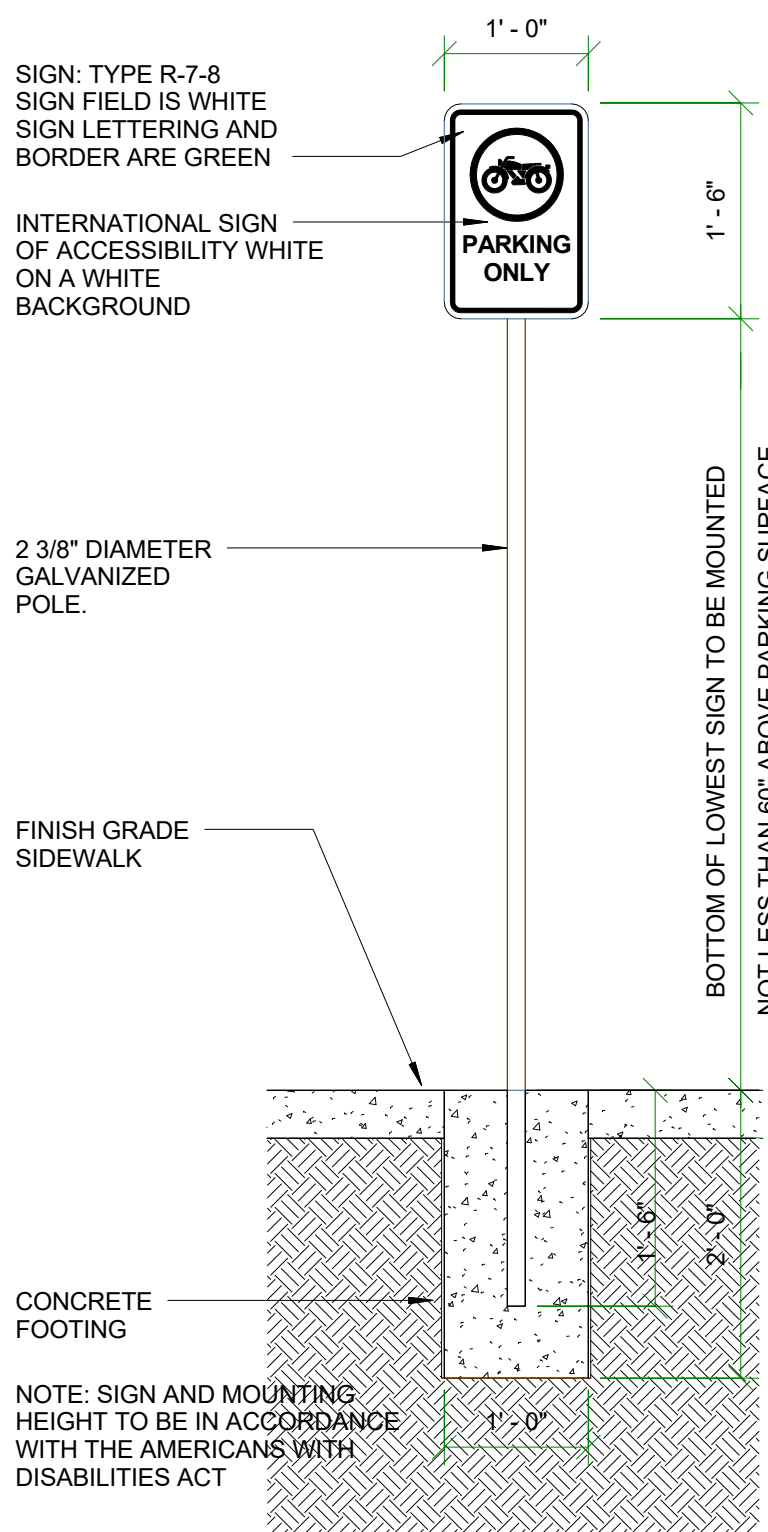 1' - 0"
SIGN: TYPE R-7-8
SIGN FIELD IS WHITE
SIGN LETTERING AND
BORDER ARE GREEN
INTERNATIONAL SIGN
OF ACCESSIBILITY WHITE
ON A WHITE
BACKGROUND
PARKING
ONLY
1' - 6"
2 3/8" DIAMETER
GALVANIZED
POLE.
BOTTOM OF LOWEST SIGN TO BE MOUNTED
NOT LESS THAN 60" ABOVE PARKING SURFACE
FINISH GRADE
SIDEWALK
1' - 6"
2' - 0"
CONCRETE
FOOTING
NOTE: SIGN AND MOUNTING
HEIGHT TO BE IN ACCORDANCE
WITH THE AMERICANS WITH
DISABILITIES ACT
1' - 0"